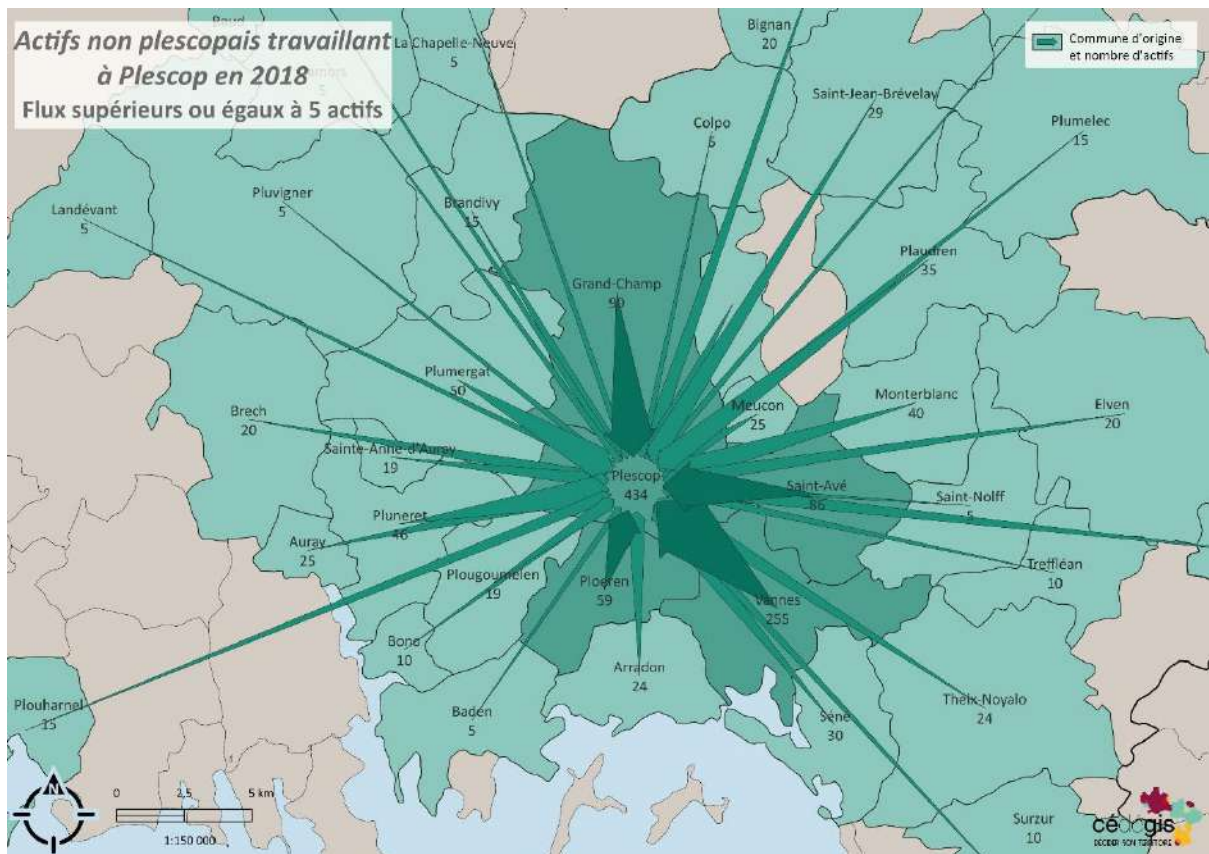 Actifs non plescopais travaillant
à Plescop en 2018
Flux supérieurs ou égaux à 5 actifs
Commune d'origine
et nombre d'actifs
Baud
La Chapelle-Neuve
5
Bignan
20
Saint-Jean-Brévelay
29
Plumelec
15
Colpo
5
Landévant
5
Pluvigner
5
Brandivy
15
Plaudren
35
Grand-Champ
90
Plumergat
50
Brech
20
Meucon
25
Monterblanc
40
Elven
20
Sainte-Anne-d'Auray
19
Plescop
434
Saint-Avé
86
Saint-Nolff
5
Pluneret
46
Auray
25
Treffléan
10
Plougoumelen
19
Ploeren
59
Vannes
255
Bono
10
Arradon
24
Baden
5
Plouharnel
15
Séné
30
Theix-Noyalo
24
Surzur
10
N
0 2,5 5 km
1:150 000
cédagis
DÉCIDER SON TERRITOIRE